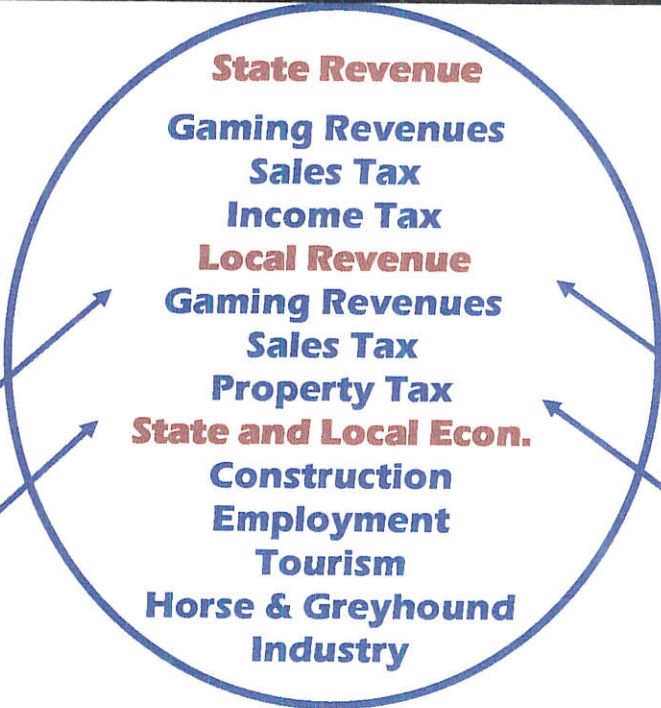 State Revenue
Gaming Revenues
Sales Tax
Income Tax
Local Revenue
Gaming Revenues
Sales Tax
Property Tax
State and Local Econ.
Construction
Employment
Tourism
Horse & Greyhound
Industry